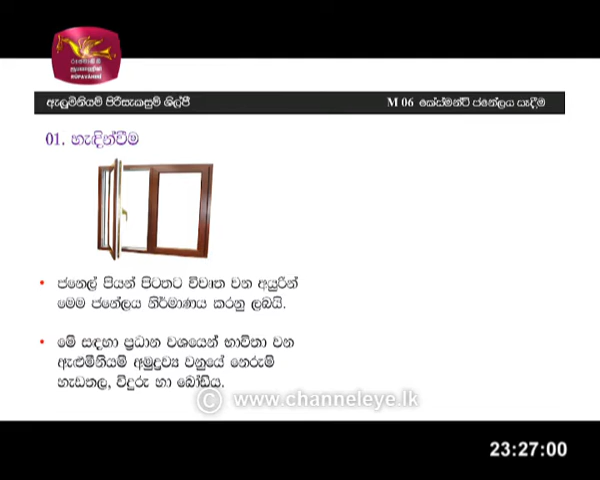 රූපවාහිනී
ඇලුමිනියම් පිරිසැකසුම් ශිල්පී
M 06 කේස්මන්ට් ජනේලය සෑදීම
01. හැඳින්වීම
• ජනෙල් පියන් පිටතට විවෘත වන අයුරින්
මෙම ජනේලය නිර්මාණය කරනු ලබයි.
• මේ සඳහා ප්‍රධාන වශයෙන් භාවිතා වන
ඇළුමීනියම් අමුද්‍රව්‍ය වනුයේ නෙරුම්
හැඩතල, වීදුරු හා බෝඩ්ය.
© www.channeleye.lk
23:27:00